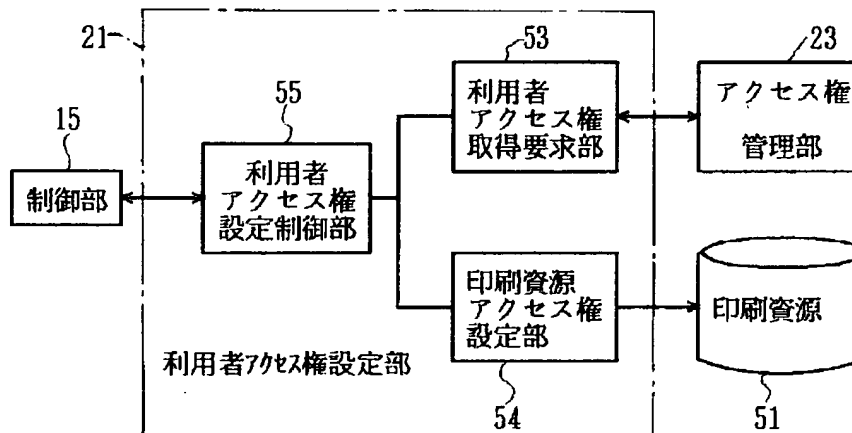 21
53
23
利用者
アクセス権
取得要求部
アクセス権
管理部
15
55
制御部
利用者
アクセス権
設定制御部
印刷資源
アクセス権
設定部
印刷資源
利用者アクセス権設定部
54
51